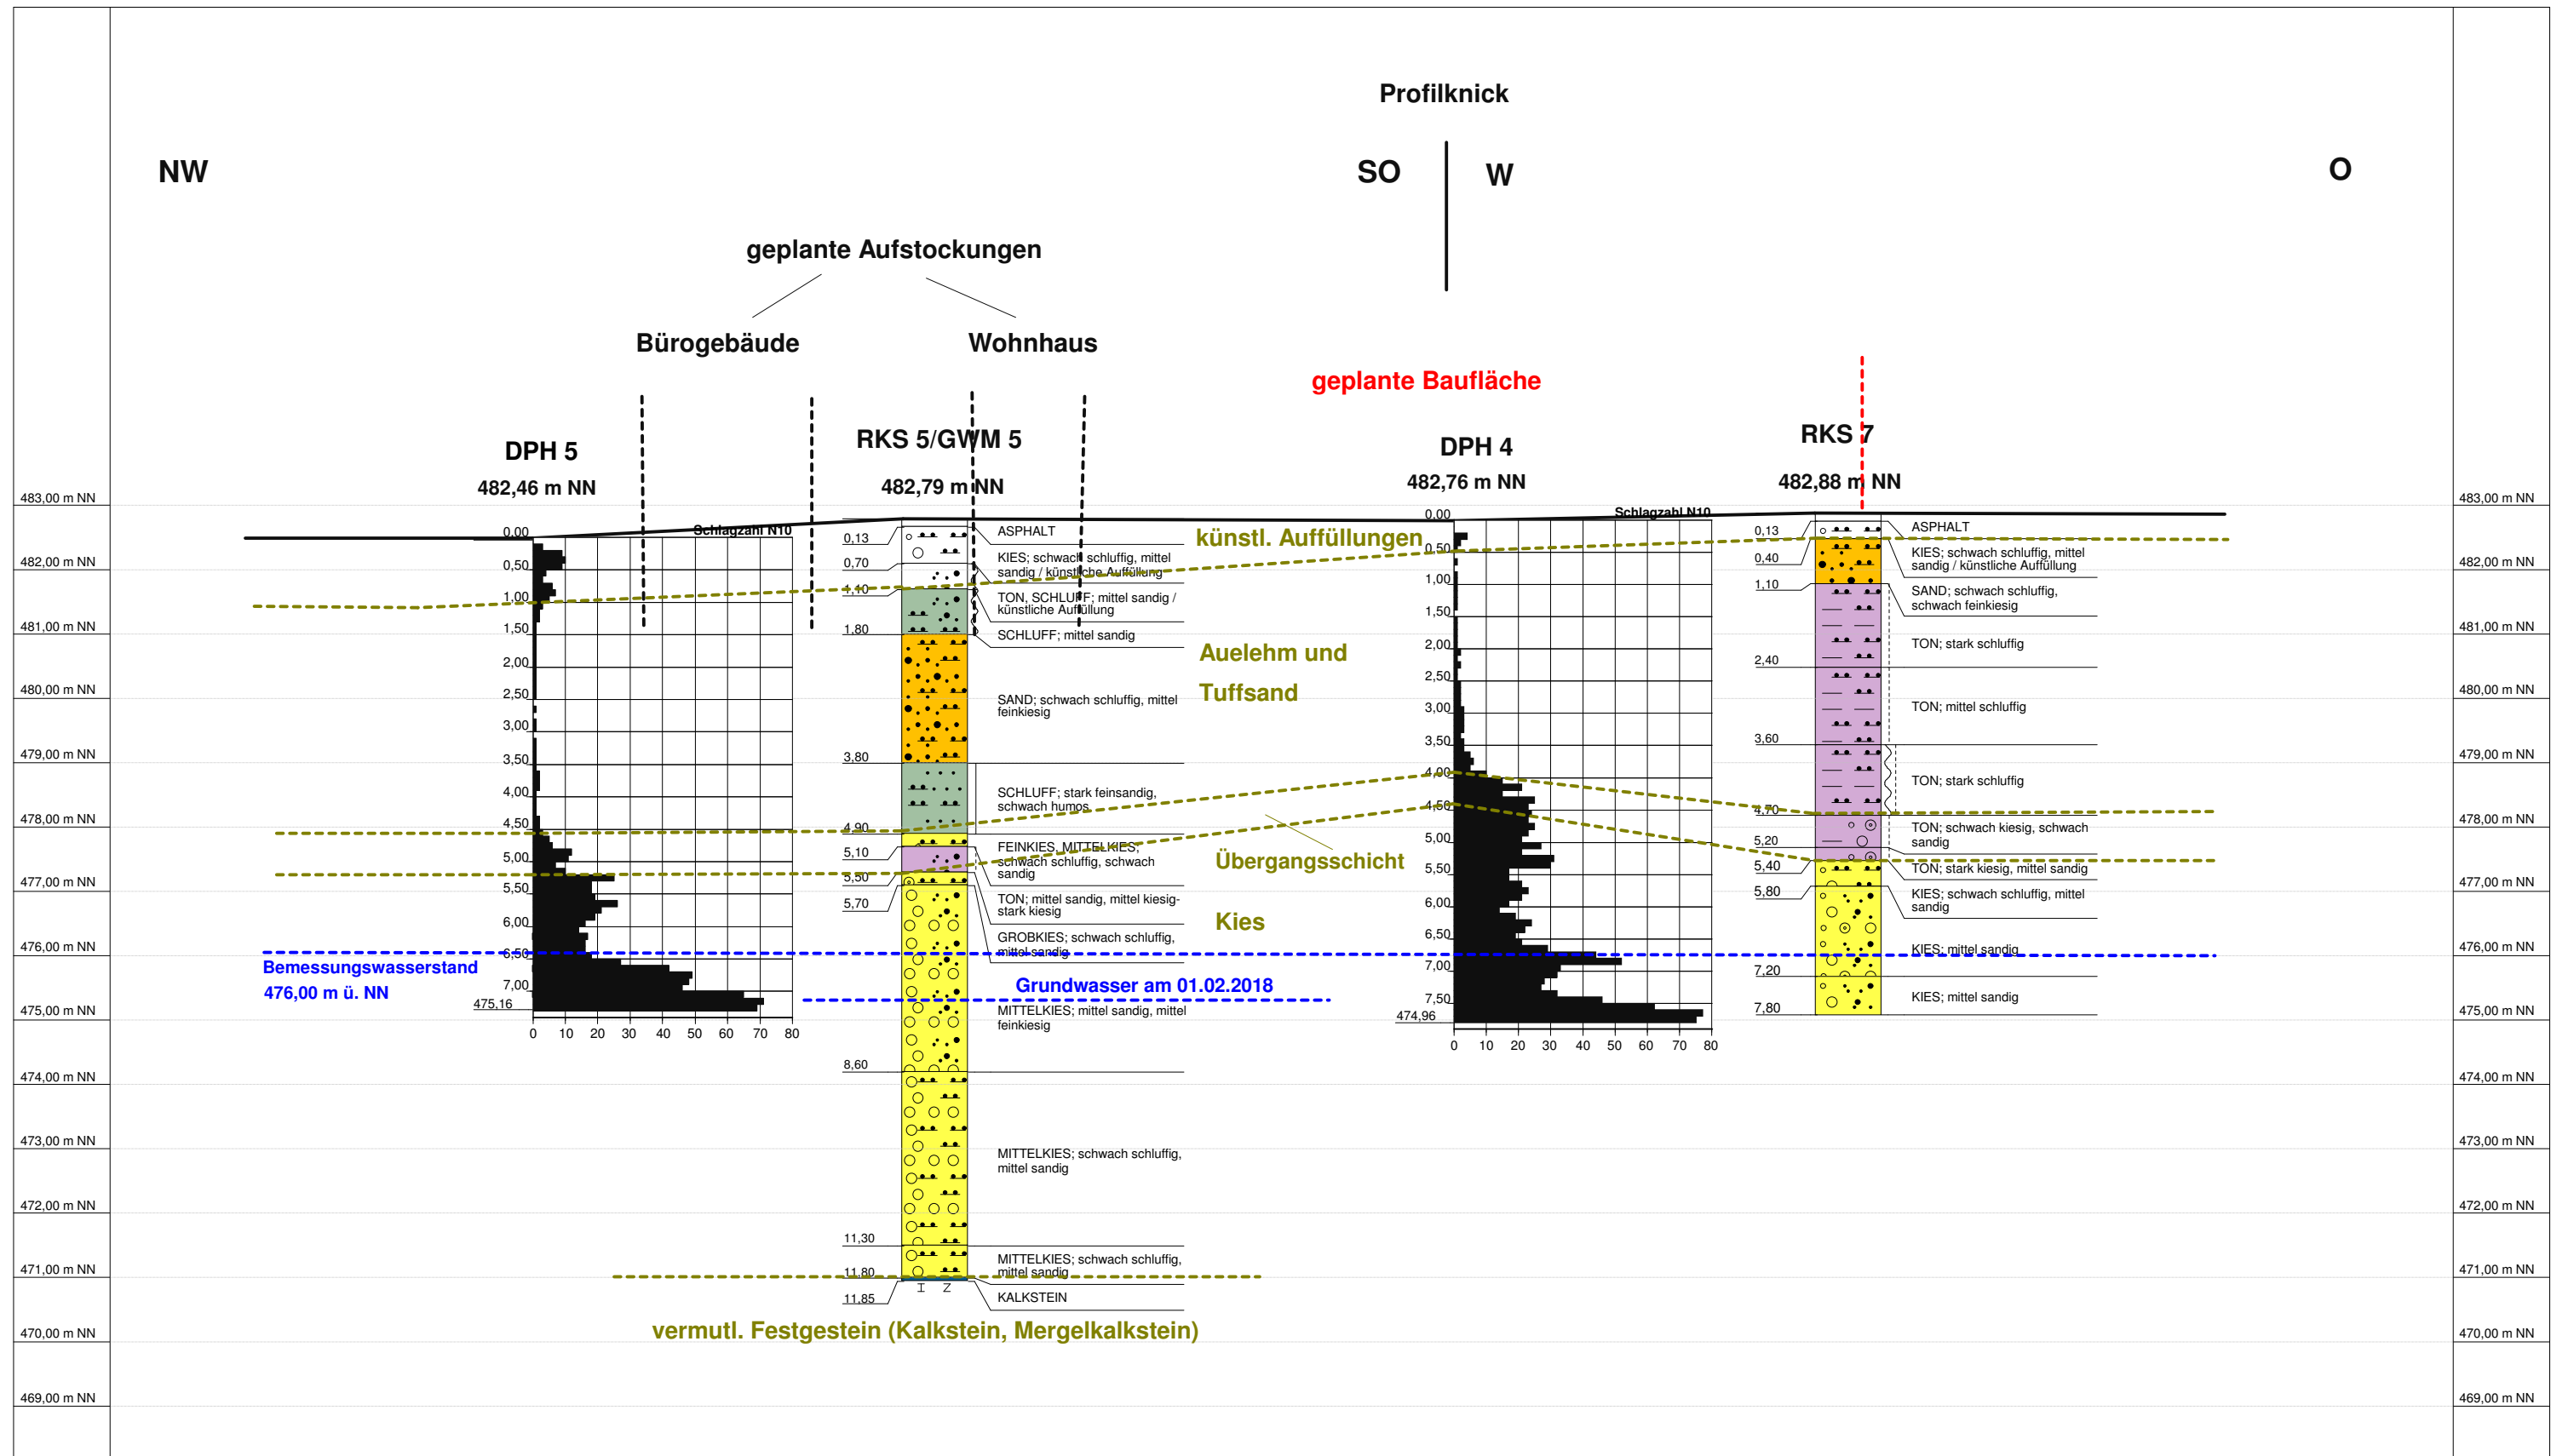 Profilknick
NW
SO
W
O
geplante Aufstockungen
Bürogebäude
Wohnhaus
geplante Baufläche
DPH 5
482,46 m NN
RKS 5/GWM 5
482,79 m NN
DPH 4
482,76 m NN
RKS 7
482,88 m NN
483,00 m NN
482,00 m NN
481,00 m NN
480,00 m NN
479,00 m NN
478,00 m NN
477,00 m NN
476,00 m NN
475,00 m NN
474,00 m NN
473,00 m NN
472,00 m NN
471,00 m NN
470,00 m NN
469,00 m NN
Schlagzahl N10
0,00
0,50
1,00
1,50
2,00
2,50
3,00
3,50
4,00
4,50
5,00
5,50
6,00
6,50
7,00
475,16
0 10 20 30 40 50 60 70 80
0,13
0,70
1,10
1,80
3,80
4,90
5,10
5,50
5,70
8,60
11,30
11,80
11,85
ASPHALT
KIES; schwach schluffig, mittel
sandig / künstliche Auffüllung
TON, SCHLUFF; mittel sandig /
künstliche Auffüllung
SCHLUFF; mittel sandig
SAND; schwach schluffig, mittel
feinkiesig
SCHLUFF; stark feinsandig,
schwach humos
FEINKIES, MITTELKIES;
schwach schluffig, schwach
sandig
TON; mittel sandig, mittel kiesig-
stark kiesig
GROBKIES; schwach schluffig,
mittel sandig
MITTELKIES; mittel sandig, mittel
feinkiesig
MITTELKIES; schwach schluffig,
mittel sandig
MITTELKIES; schwach schluffig,
mittel sandig
KALKSTEIN
I Z
künstl. Auffüllungen
Auelehm und
Tuffsand
Übergangsschicht
Kies
Bemessungswasserstand
476,00 m ü. NN
Grundwasser am 01.02.2018
vermutl. Festgestein (Kalkstein, Mergelkalkstein)
Schlagzahl N10
0,00
0,50
1,00
1,50
2,00
2,50
3,00
3,50
4,00
4,50
5,00
5,50
6,00
6,50
7,00
7,50
474,96
0 10 20 30 40 50 60 70 80
0,13
0,40
1,10
2,40
3,60
4,70
5,20
5,40
5,80
7,20
7,80
ASPHALT
KIES; schwach schluffig, mittel
sandig / künstliche Auffüllung
SAND; schwach schluffig,
schwach feinkiesig
TON; stark schluffig
TON; mittel schluffig
TON; stark schluffig
TON; schwach kiesig, schwach
sandig
TON; stark kiesig, mittel sandig
KIES; schwach schluffig, mittel
sandig
KIES; mittel sandig
KIES; mittel sandig
483,00 m NN
482,00 m NN
481,00 m NN
480,00 m NN
479,00 m NN
478,00 m NN
477,00 m NN
476,00 m NN
475,00 m NN
474,00 m NN
473,00 m NN
472,00 m NN
471,00 m NN
470,00 m NN
469,00 m NN